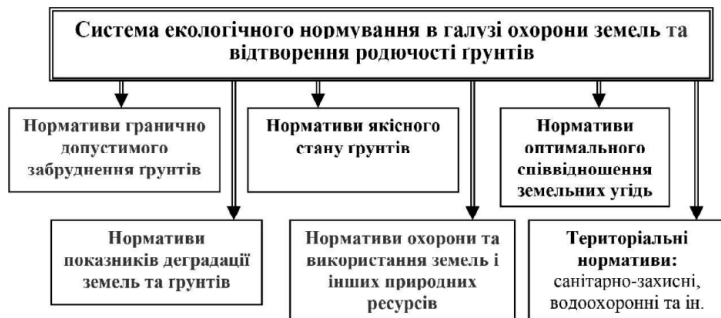 Система екологічного нормування в галузі охорони земель та
відтворення родючості ґрунтів
Нормативи гранично
допустимого
забруднення ґрунтів
Нормативи якісного
стану ґрунтів
Нормативи
оптимального
співвідношення
земельних угідь
Нормативи
показників деградації
земель та ґрунтів
Нормативи охорони та
використання земель і
інших природних
ресурсів
Територіальні
нормативи:
санітарно-захисні,
водоохоронні та ін.